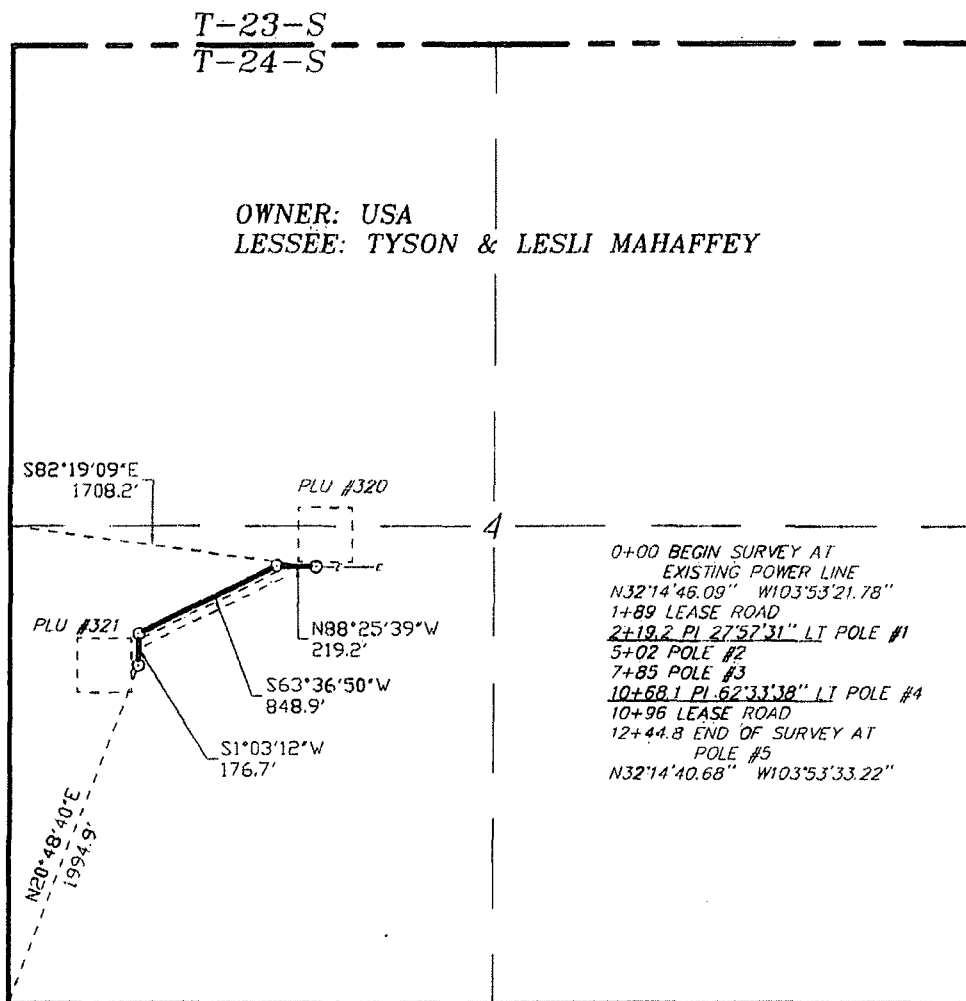 T-23-S
T-24-S
OWNER: USA
LESSEE: TYSON & LESLI MAHAFFEY
S82°19'09"E
1708.2'
PLU #320
4
PLU #321
N88°25'39"W
219.2'
S63°36'50"W
848.9'
S1°03'12"W
176.7'
N20°48'40"E
1994.9'
0+00 BEGIN SURVEY AT
EXISTING POWER LINE
N32°14'46.09" W103°53'21.78"
1+89 LEASE ROAD
2+19.2 PI 27°57'31" LT POLE #1
5+02 POLE #2
7+85 POLE #3
10+68.1 PI 62°33'38" LT POLE #4
10+96 LEASE ROAD
12+44.8 END OF SURVEY AT
POLE #5
N32°14'40.68" W103°53'33.22"